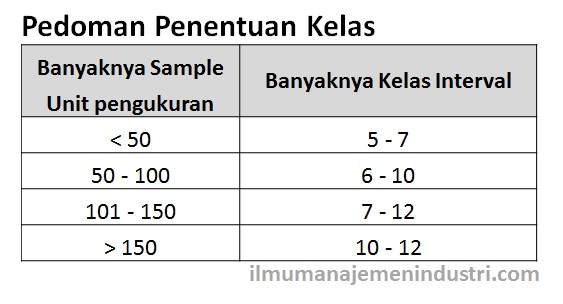 Pedoman Penentuan Kelas
Banyaknya Sample
Unit pengukuran
Banyaknya Kelas Interval
< 50
5 - 7
50 - 100
6 - 10
101 - 150
7 - 12
> 150
10 - 12
ilmumanajemenindustri.com